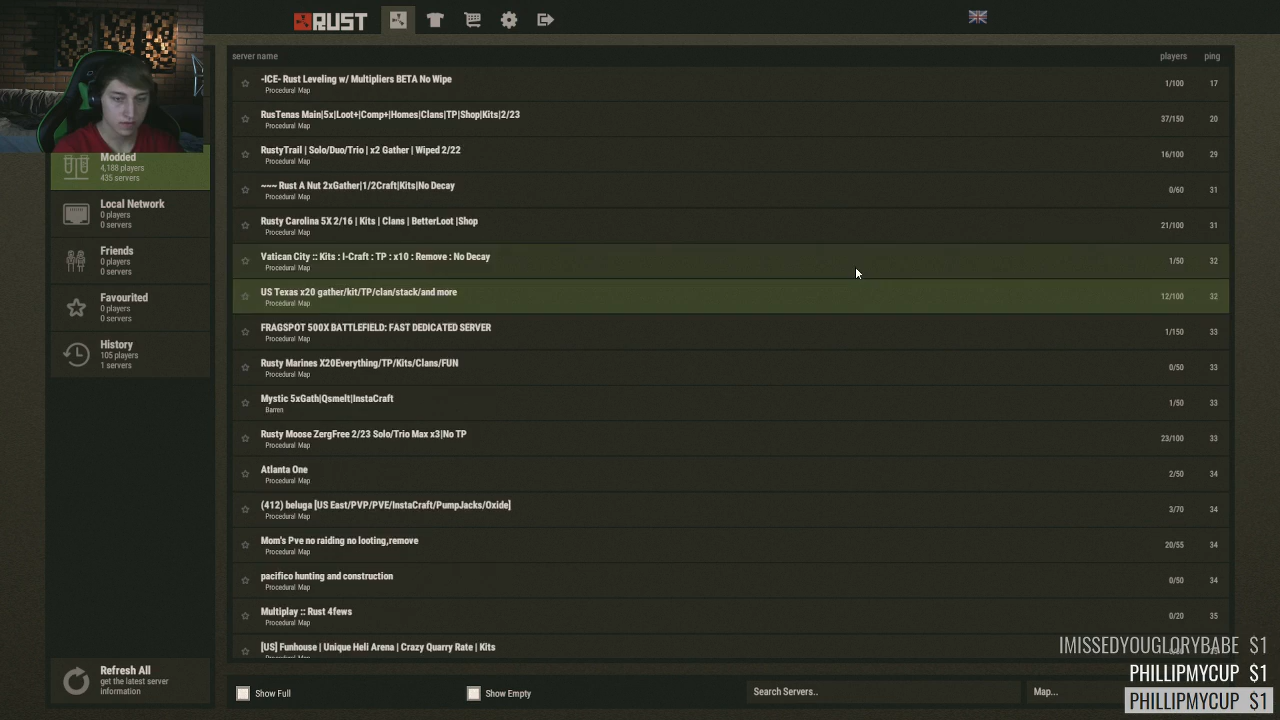 RUST
server name players ping
-ICE- Rust Leveling w/ Multipliers BETA No Wipe 1/100 17
Procedural Map
RusTenas Main|5x|Loot+|Comp+|Homes|Clans|TP|Shop|Kits|2/23 37/150 20
Procedural Map
RustyTrail | Solo/Duo/Trio | x2 Gather | Wiped 2/22 16/100 29
Procedural Map
~~~ Rust A Nut 2xGather|1/2Craft|Kits|No Decay 0/60 31
Procedural Map
Rusty Carolina 5X 2/16 | Kits | Clans | BetterLoot |Shop 21/100 31
Procedural Map
Vatican City :: Kits : I-Craft : TP : x10 : Remove : No Decay 1/50 32
Procedural Map
US Texas x20 gather/kit/TP/clan/stack/and more 12/100 32
Procedural Map
FRAGSPOT 500X BATTLEFIELD: FAST DEDICATED SERVER 1/150 33
Procedural Map
Rusty Marines X20Everything/TP/Kits/Clans/FUN 0/50 33
Procedural Map
Mystic 5xGath|Qsmelt|InstaCraft 1/50 33
Barren
Rusty Moose ZergFree 2/23 Solo/Trio Max x3|No TP 23/100 33
Procedural Map
Atlanta One 2/50 34
Procedural Map
(412) beluga [US East/PVP/PVE/InstaCraft/PumpJacks/Oxide] 3/70 34
Procedural Map
Mom's Pve no raiding no looting,remove 20/55 34
Procedural Map
pacifico hunting and construction 0/50 34
Procedural Map
Multiplay :: Rust 4fews 0/20 35
Procedural Map
[US] Funhouse | Unique Heli Arena | Crazy Quarry Rate | Kits
Modded
4,188 players
435 servers
Local Network
0 players
0 servers
Friends
0 players
0 servers
Favourited
0 players
0 servers
History
105 players
1 servers
Refresh All
get the latest server
information
Show Full
Show Empty
Search Servers..
Map...
IMISSEDYOUGLORYBABE $1
PHILLIPMYCUP $1
PHILLIPMYCUP $1